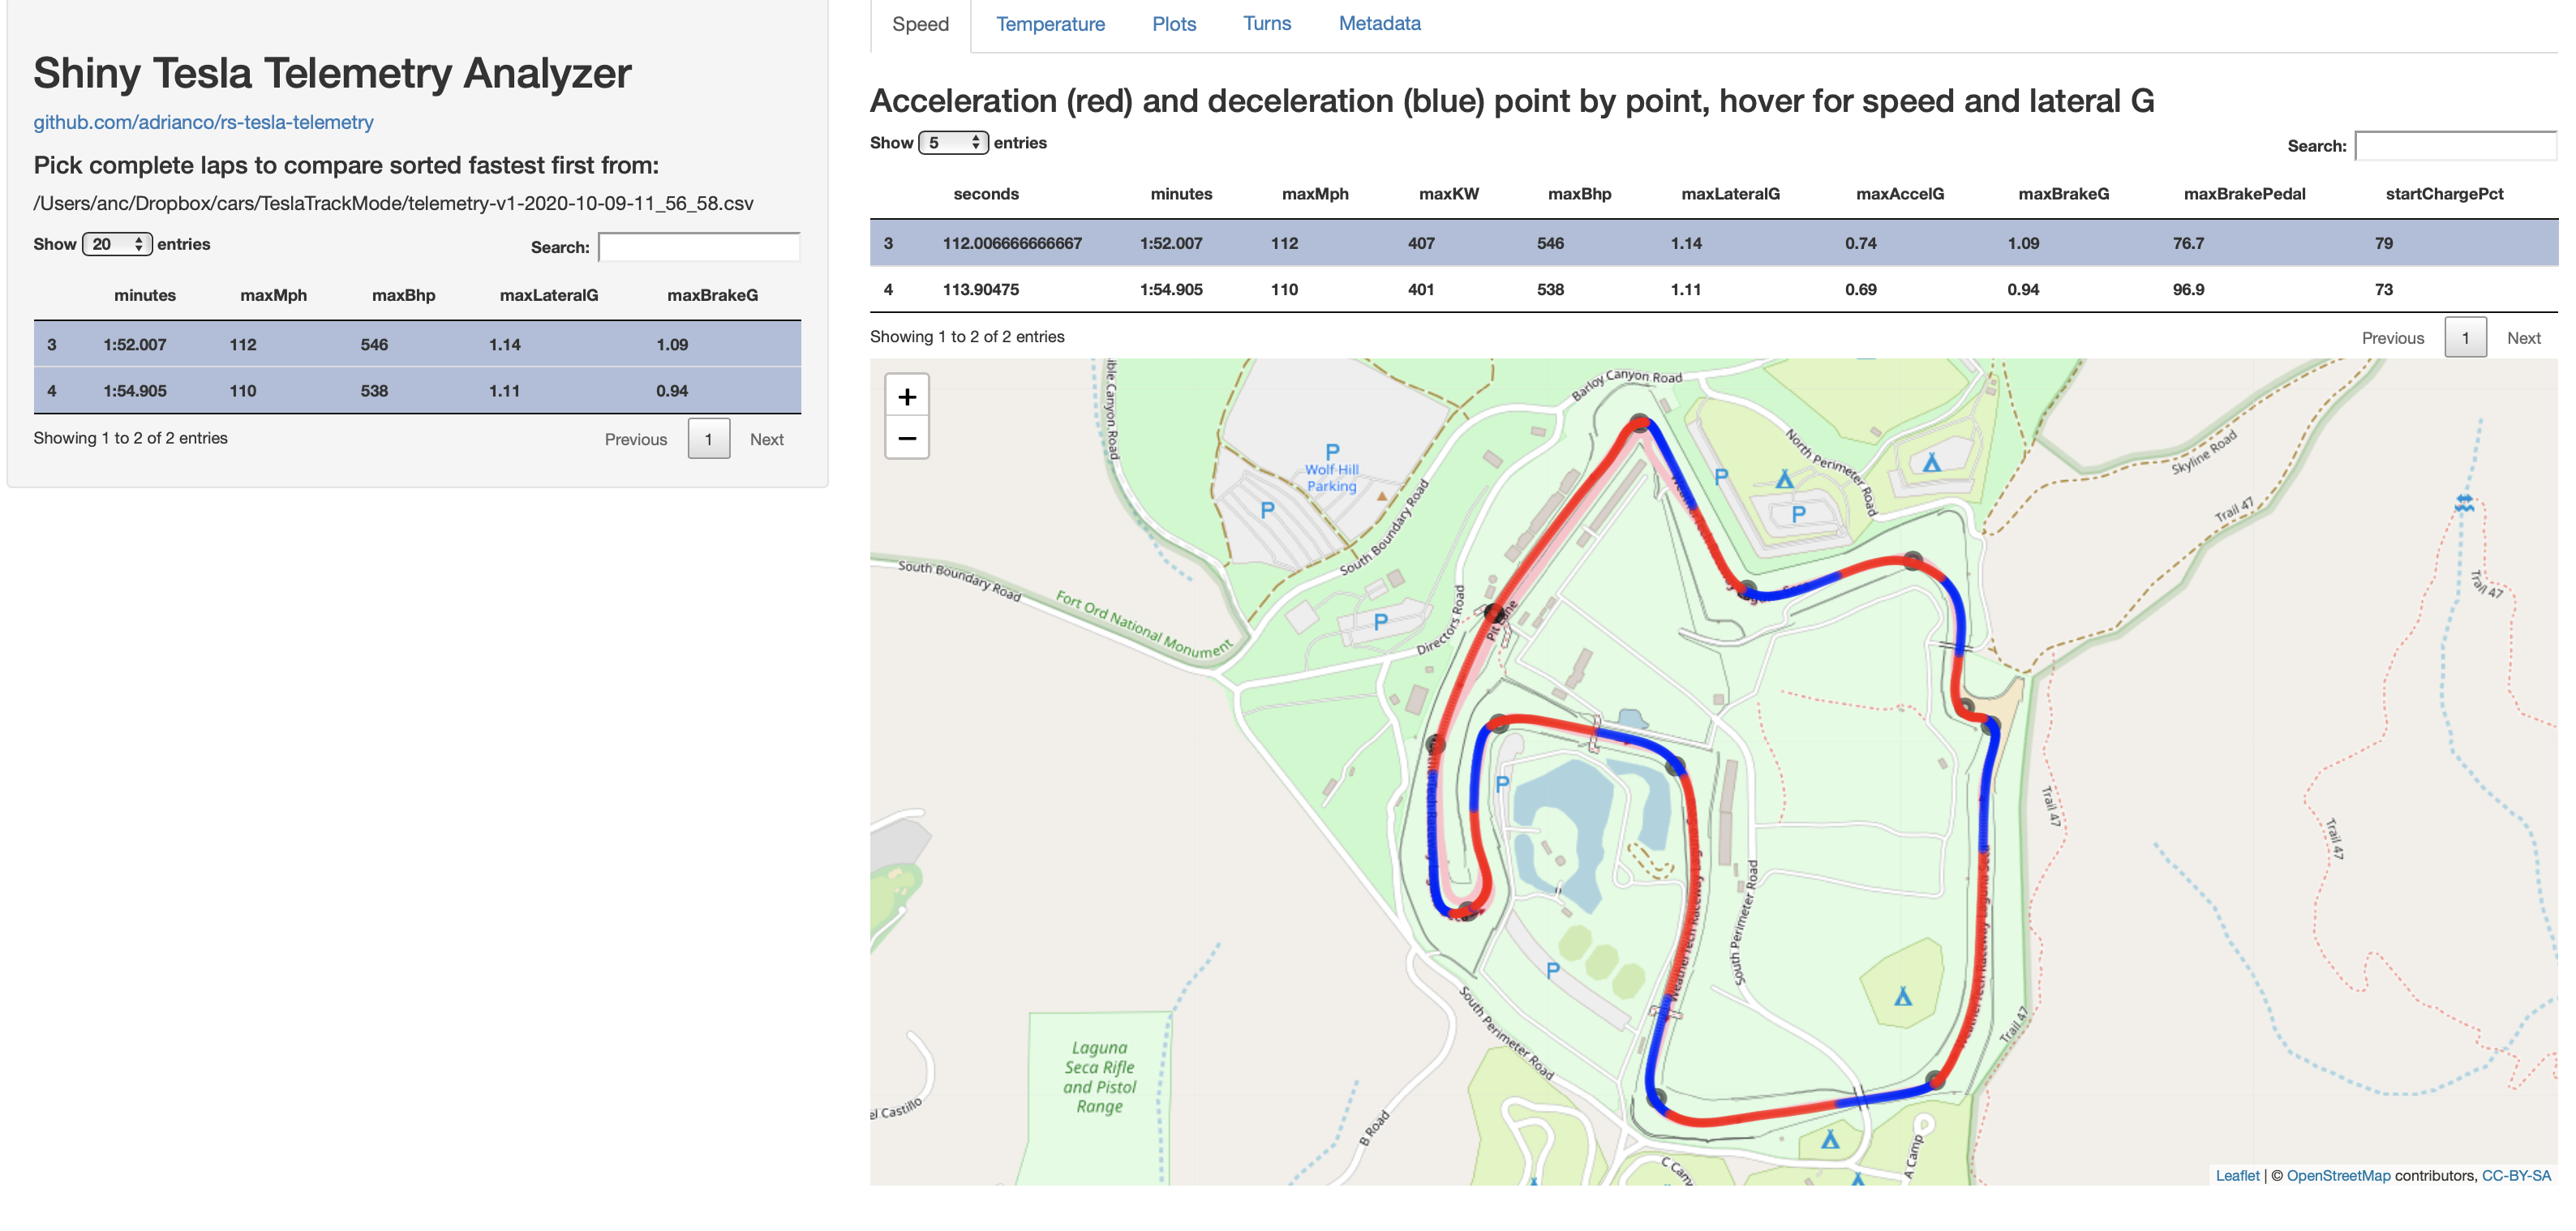 Shiny Tesla Telemetry Analyzer
github.com/adrianco/rs-tesla-telemetry
Pick complete laps to compare sorted fastest first from:
/Users/anc/Dropbox/cars/TeslaTrackMode/telemetry-v1-2020-10-09-11_56_58.csv
Show 20 entries Search:
minutes maxMph maxBhp maxLateralG maxBrakeG
3 1:52.007 112 546 1.14 1.09
4 1:54.905 110 538 1.11 0.94
Showing 1 to 2 of 2 entries Previous 1 Next
Speed Temperature Plots Turns Metadata
Acceleration (red) and deceleration (blue) point by point, hover for speed and lateral G
Show 5 entries Search:
seconds minutes maxMph maxKW maxBhp maxLateralG maxAccelG maxBrakeG maxBrakePedal startChargePct
3 112.006666666667 1:52.007 112 407 546 1.14 0.74 1.09 76.7 79
4 113.90475 1:54.905 110 401 538 1.11 0.69 0.94 96.9 73
Showing 1 to 2 of 2 entries Previous 1 Next
+
−
Barloy Canyon Road
ible Canyon Road
P
Wolf Hill
Parking
P
South Boundary Road
North Perimeter Road
P
P
Skyline Road
Trail 47
Trail 47
South Boundary Road
Fort Ord National Monument
P
Directors Road
Pit Lane
P
Trail 47
Trail 47
South Perimeter Road
WeatherTech Raceway Laguna Seca
P
South Perimeter Road
Trail 47
Laguna
Seca Rifle
and Pistol
Range
el Castillo
B Road
C Cam
A Camp
Leaflet | © OpenStreetMap contributors, CC-BY-SA